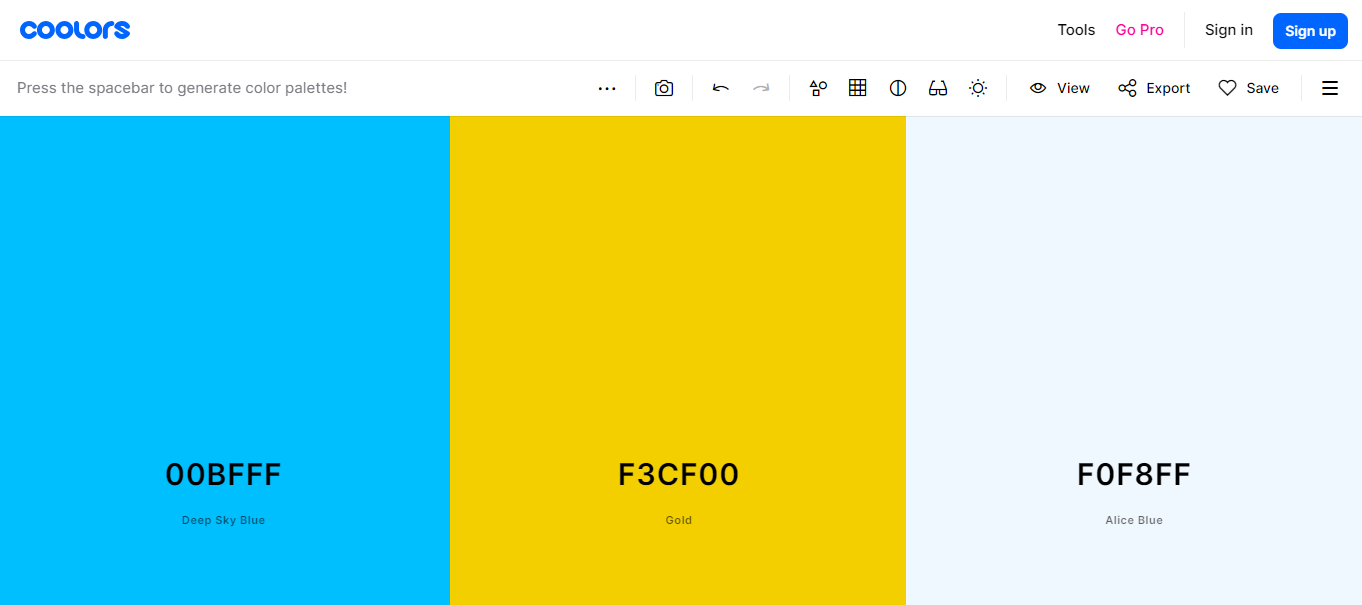 coolors
Tools Go Pro Sign in Sign up
Press the spacebar to generate color palettes! View Export Save
00BFFF
Deep Sky Blue
F3CF00
Gold
F0F8FF
Alice Blue